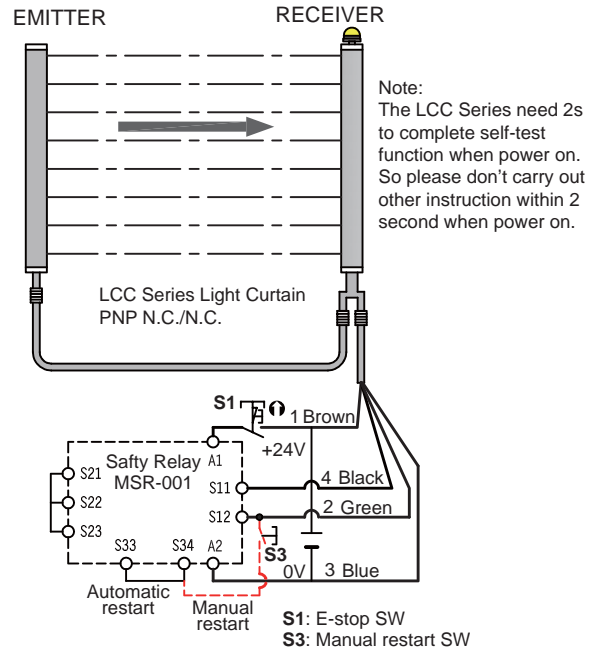 EMITTER
RECEIVER
Note:
The LCC Series need 2s
to complete self-test
function when power on.
So please don't carry out
other instruction within 2
second when power on.
LCC Series Light Curtain
PNP N.C./N.C.
S1
1 Brown
+24V
Safty Relay
MSR-001
A1
S21
S22
S23
S11
S12
4 Black
2 Green
S33
S34
A2
S3
0V
3 Blue
Automatic
restart
Manual
restart
S1: E-stop SW
S3: Manual restart SW